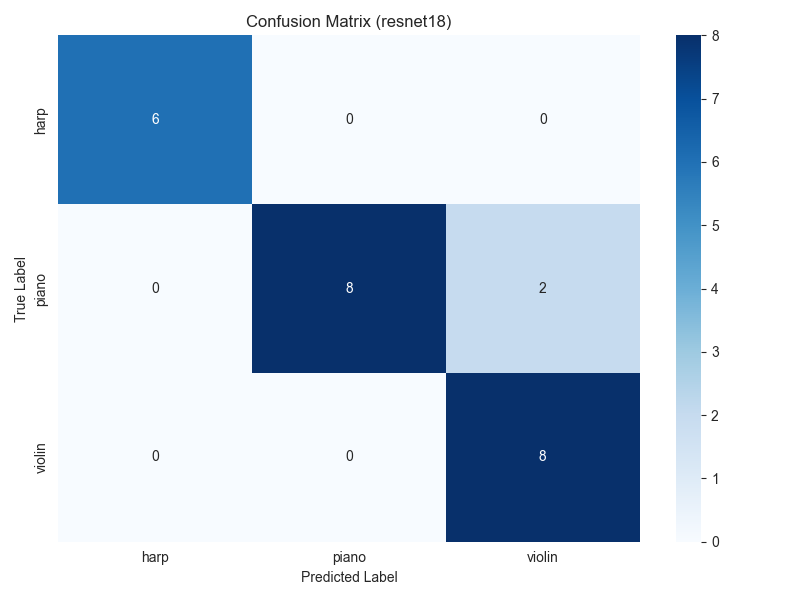 Confusion Matrix (resnet18)
True Label
harp
piano
violin
6 0 0
0 8 2
0 0 8
harp piano violin
Predicted Label
8
7
6
5
4
3
2
1
0